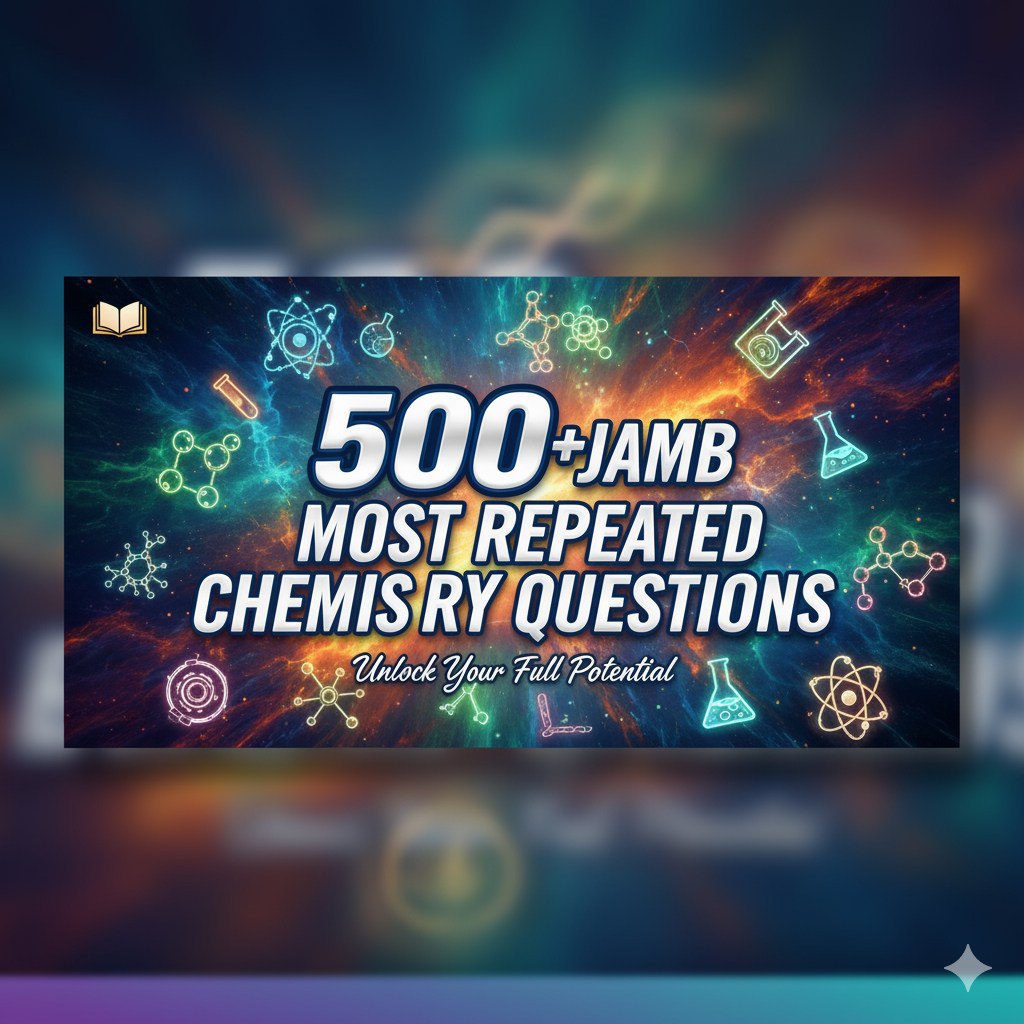 500+JAMB
MOST REPEATED
CHEMIS RY QUESTIONS
Unlock Your Full Potential